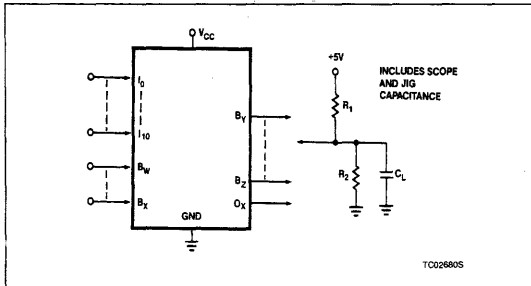 VCC
+5V
INCLUDES SCOPE
AND JIG
CAPACITANCE
I0
R1
BY
I10
BW
R2
CL
BZ
BX
OX
GND
TC02680S